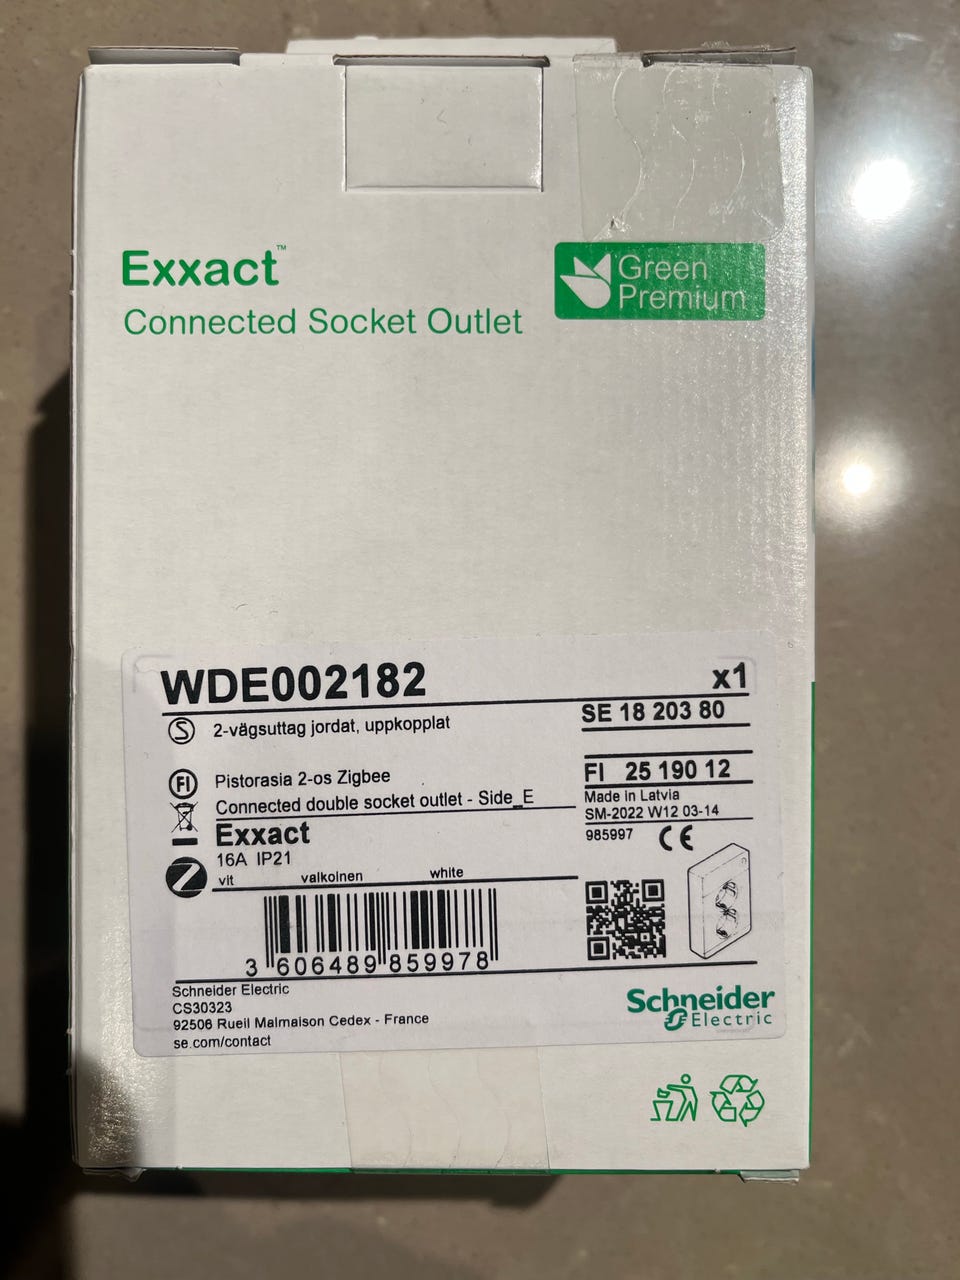 Exxact™
Connected Socket Outlet
Green
Premium
WDE002182
x1
2-vägsuttag jordat, uppkopplat
SE 18 203 80
FI
Pistorasia 2-os Zigbee
FI 25 190 12
Connected double socket outlet - Side_E
Made in Latvia
SM-2022 W12 03-14
Exxact
985997 CE
16A IP21
vit valkoinen white
3 606489 859978
Schneider Electric
CS30323
92506 Rueil Malmaison Cedex - France
se.com/contact
Schneider
Electric